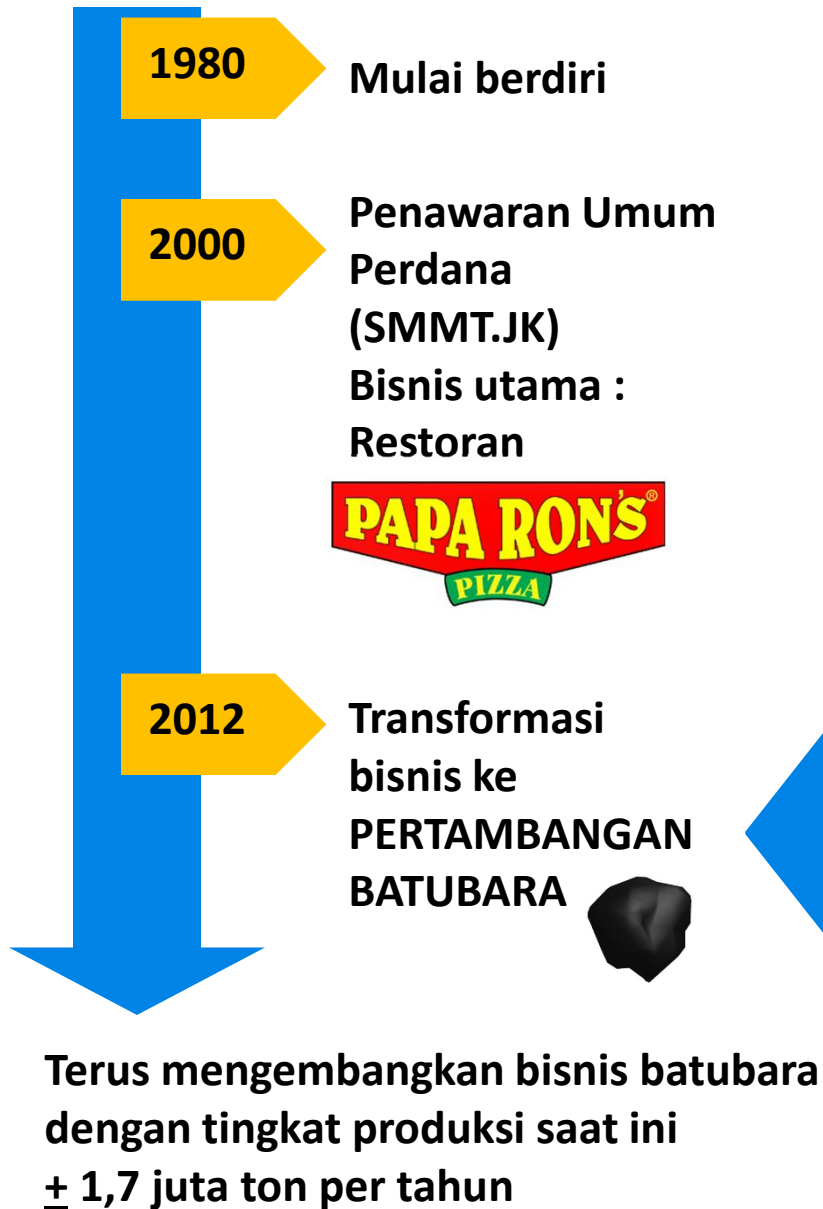 1980
Mulai berdiri
2000
Penawaran Umum
Perdana
(SMMT.JK)
Bisnis utama :
Restoran
PAPA RON'S®
PIZZA
2012
Transformasi
bisnis ke
PERTAMBANGAN
BATUBARA
Terus mengembangkan bisnis batubara
dengan tingkat produksi saat ini
± 1,7 juta ton per tahun